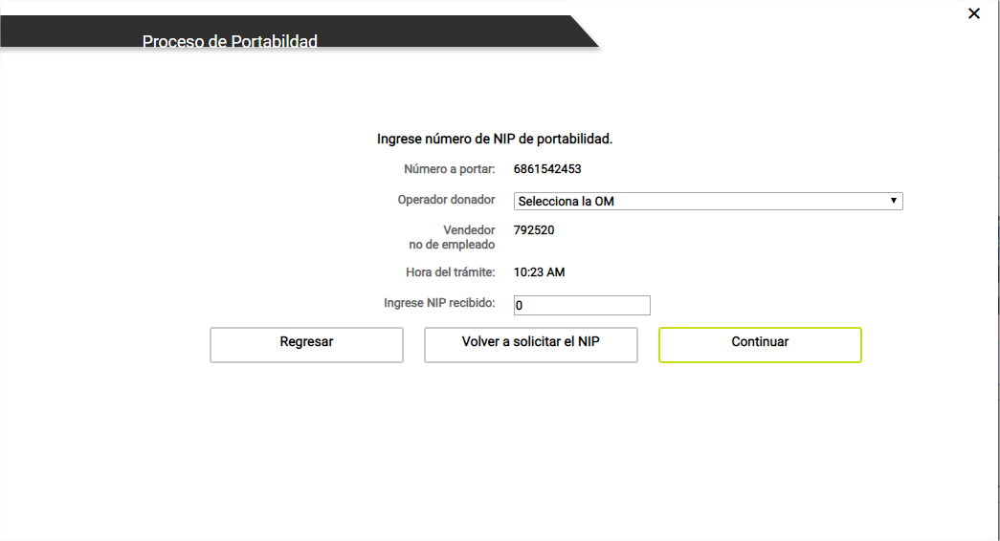 Proceso de Portabildad
Ingrese número de NIP de portabilidad.
Número a portar: 6861542453
Operador donador Selecciona la OM
Vendedor 792520
no de empleado
Hora del trámite: 10:23 AM
Ingrese NIP recibido: 0
Regresar Volver a solicitar el NIP Continuar